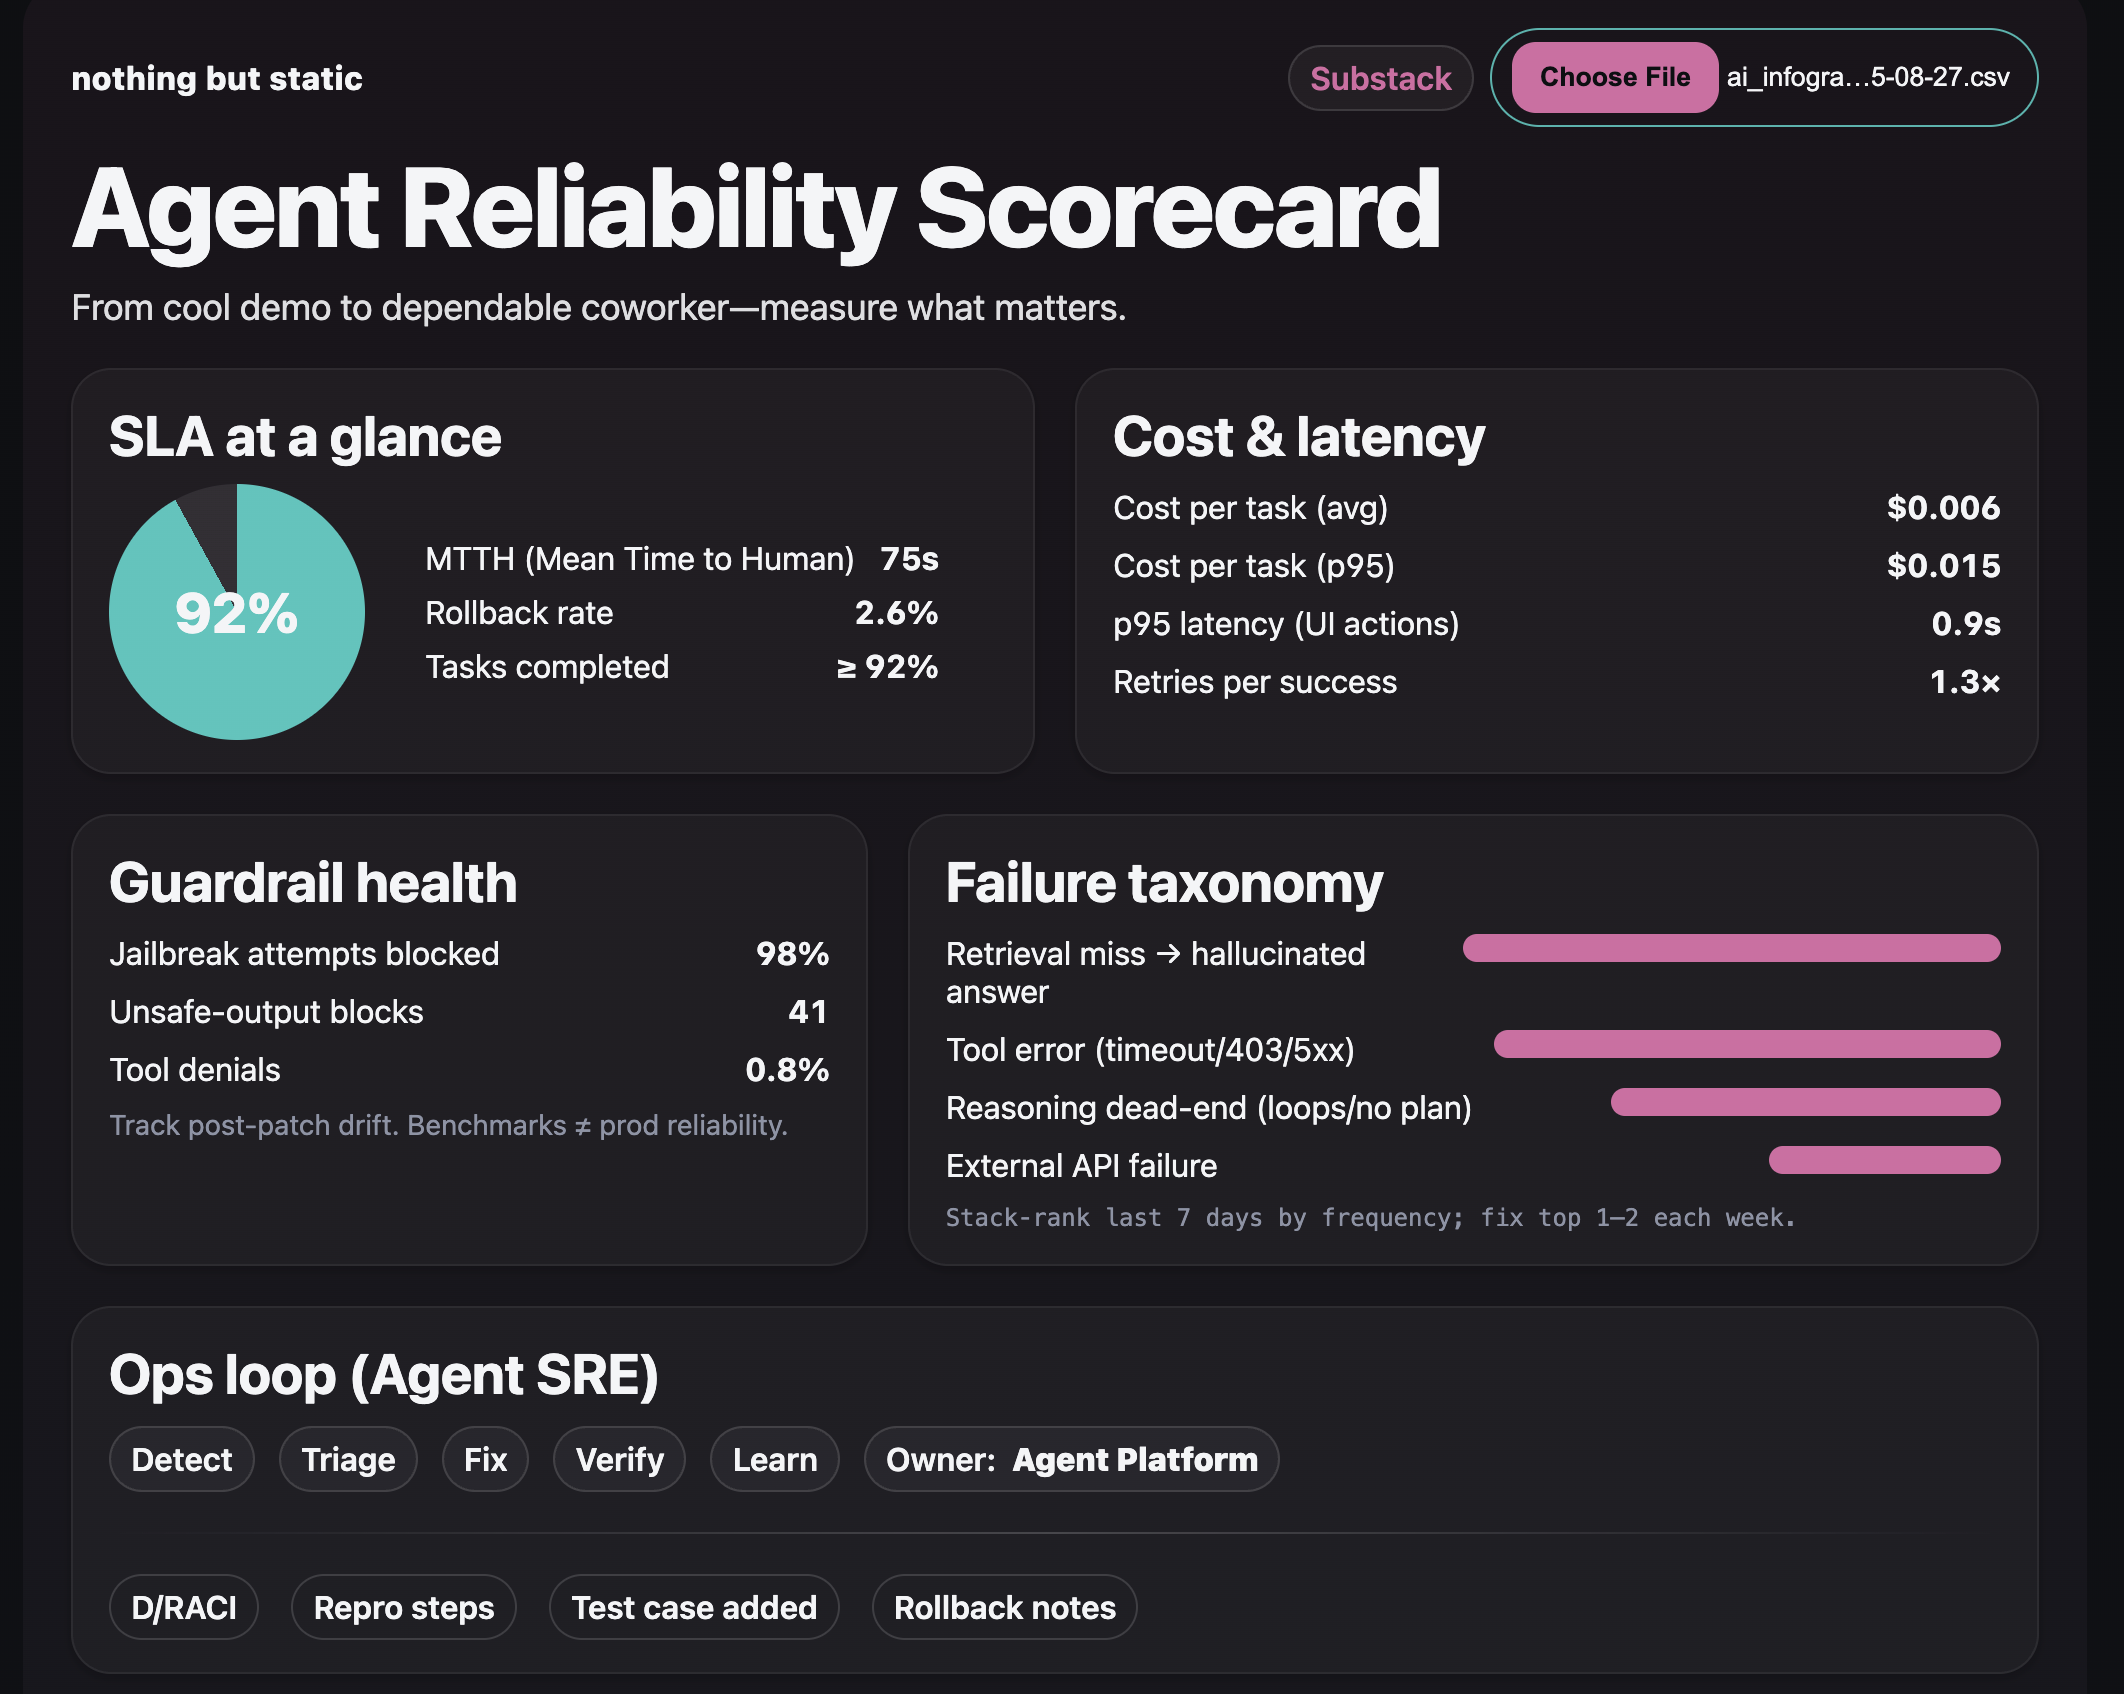 nothing but static
Substack
Choose File ai_infogra...5-08-27.csv
Agent Reliability Scorecard
From cool demo to dependable coworker—measure what matters.
SLA at a glance
92%
MTTH (Mean Time to Human) 75s
Rollback rate 2.6%
Tasks completed ≥ 92%
Cost & latency
Cost per task (avg) $0.006
Cost per task (p95) $0.015
p95 latency (UI actions) 0.9s
Retries per success 1.3×
Guardrail health
Jailbreak attempts blocked 98%
Unsafe-output blocks 41
Tool denials 0.8%
Track post-patch drift. Benchmarks ≠ prod reliability.
Failure taxonomy
Retrieval miss → hallucinated
answer
Tool error (timeout/403/5xx)
Reasoning dead-end (loops/no plan)
External API failure
Stack-rank last 7 days by frequency; fix top 1–2 each week.
Ops loop (Agent SRE)
Detect Triage Fix Verify Learn Owner: Agent Platform
D/RACI Repro steps Test case added Rollback notes